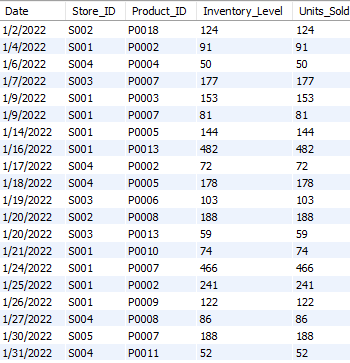 Date Store_ID Product_ID Inventory_Level Units_Sold
1/2/2022 S002 P0018 124 124
1/4/2022 S001 P0002 91 91
1/6/2022 S004 P0004 50 50
1/7/2022 S003 P0007 177 177
1/9/2022 S001 P0003 153 153
1/9/2022 S001 P0007 81 81
1/14/2022 S001 P0005 144 144
1/16/2022 S001 P0013 482 482
1/17/2022 S004 P0002 72 72
1/18/2022 S004 P0005 178 178
1/19/2022 S003 P0006 103 103
1/20/2022 S002 P0008 188 188
1/20/2022 S003 P0013 59 59
1/21/2022 S001 P0010 74 74
1/24/2022 S001 P0007 466 466
1/25/2022 S001 P0002 241 241
1/26/2022 S001 P0009 122 122
1/27/2022 S004 P0008 86 86
1/30/2022 S005 P0007 188 188
1/31/2022 S004 P0011 52 52